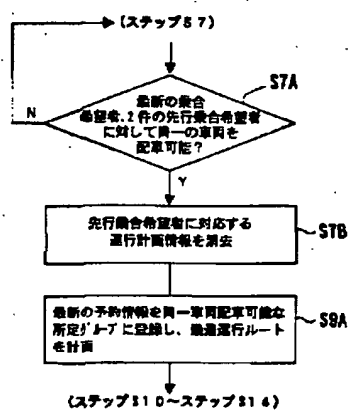 (ステップS7)
S7A
最新の乗合
希望者、2件の先行乗合希望者
に対して同一の車両を
配車可能?
N
Y
先行乗合希望者に対応する
運行計画情報を消去
S7B
最新の予約情報を同一車両配車可能な
所定グループに登録し、最適運行ルート
を計画
S9A
(ステップS10～ステップS14)